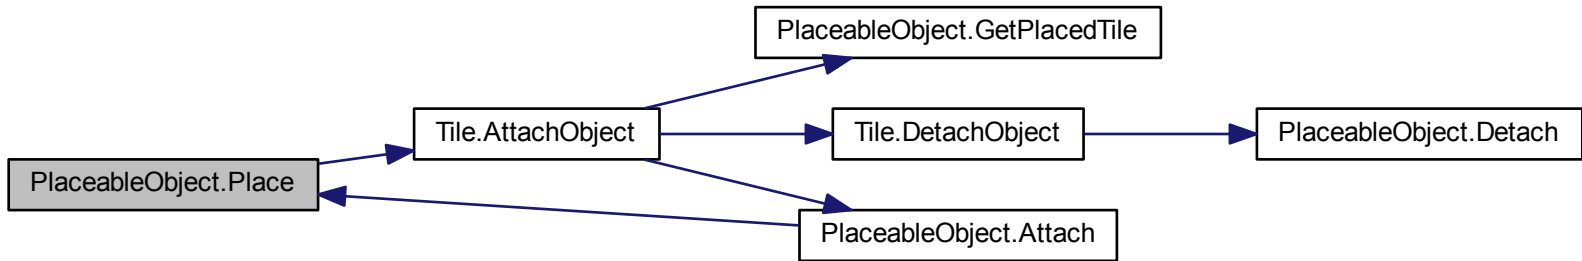 PlaceableObject.GetPlacedTile
Tile.AttachObject
Tile.DetachObject
PlaceableObject.Detach
PlaceableObject.Place
PlaceableObject.Attach